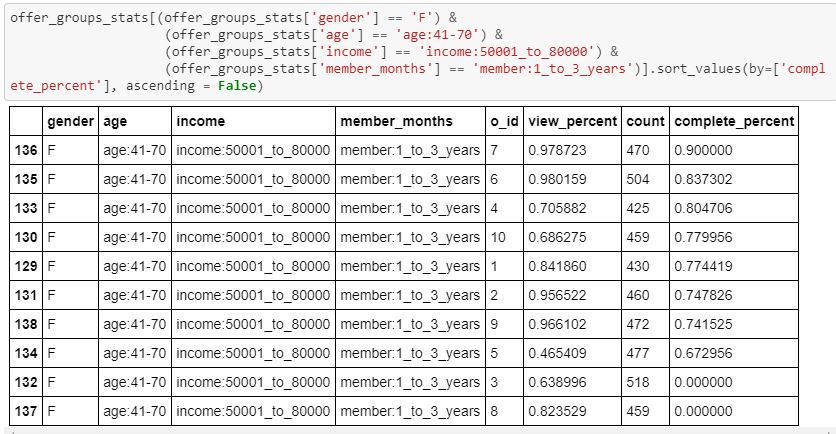 offer_groups_stats[(offer_groups_stats['gender'] == 'F') &
(offer_groups_stats['age'] == 'age:41-70') &
(offer_groups_stats['income'] == 'income:50001_to_80000') &
(offer_groups_stats['member_months'] == 'member:1_to_3_years')].sort_values(by=['compl
ete_percent'], ascending = False)
gender age income member_months o_id view_percent count complete_percent
136 F age:41-70 income:50001_to_80000 member:1_to_3_years 7 0.978723 470 0.900000
135 F age:41-70 income:50001_to_80000 member:1_to_3_years 6 0.980159 504 0.837302
133 F age:41-70 income:50001_to_80000 member:1_to_3_years 4 0.705882 425 0.804706
130 F age:41-70 income:50001_to_80000 member:1_to_3_years 10 0.686275 459 0.779956
129 F age:41-70 income:50001_to_80000 member:1_to_3_years 1 0.841860 430 0.774419
131 F age:41-70 income:50001_to_80000 member:1_to_3_years 2 0.956522 460 0.747826
138 F age:41-70 income:50001_to_80000 member:1_to_3_years 9 0.966102 472 0.741525
134 F age:41-70 income:50001_to_80000 member:1_to_3_years 5 0.465409 477 0.672956
132 F age:41-70 income:50001_to_80000 member:1_to_3_years 3 0.638996 518 0.000000
137 F age:41-70 income:50001_to_80000 member:1_to_3_years 8 0.823529 459 0.000000